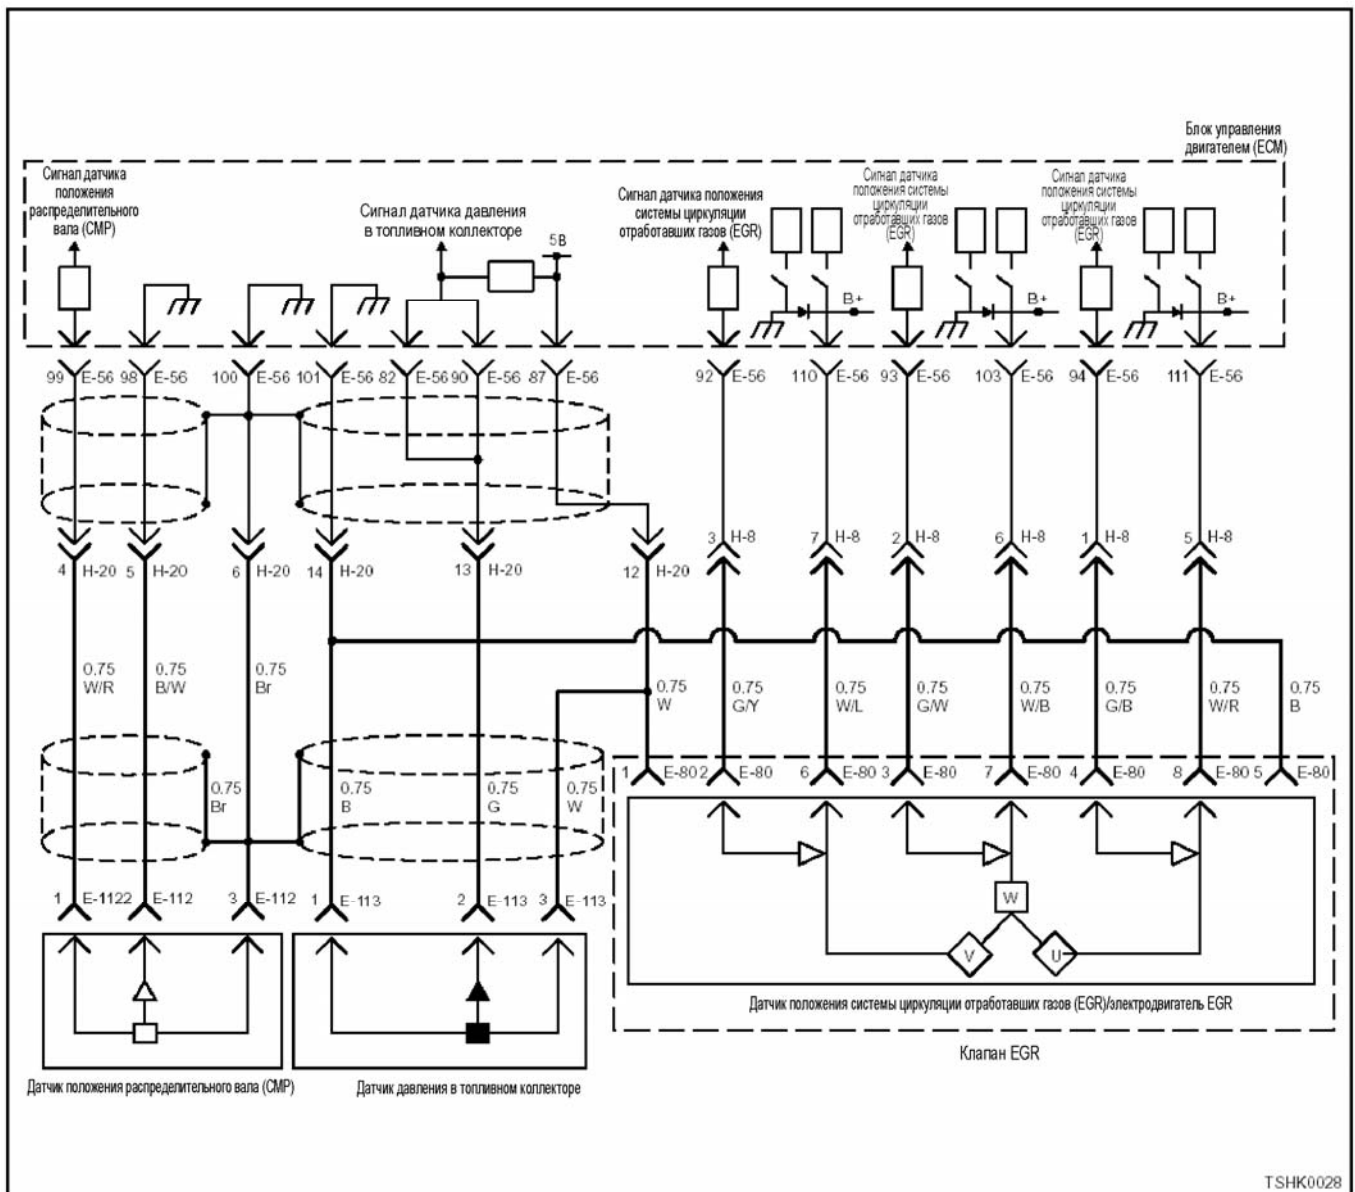 Блок управления
двигателем (ECM)
Сигнал датчика
положения
распределительного
вала (CMP)
Сигнал датчика давления
в топливном коллекторе
5В
Сигнал датчика положения
системы циркуляции
отработавших газов (EGR)
Сигнал датчика
положения системы
циркуляции
отработавших газов
(EGR)
Сигнал датчика
положения системы
циркуляции
отработавших газов
(EGR)
B+ B+ B+
99 E-56 98 E-56 100 E-56 101 E-56 82 E-56 90 E-56 87 E-56 92 E-56 110 E-56 93 E-56 103 E-56 94 E-56 111 E-56
3 H-8 7 H-8 2 H-8 6 H-8 1 H-8 5 H-8
4 H-20 5 H-20 6 H-20 14 H-20 13 H-20 12 H-20
0.75 0.75 0.75 0.75 0.75 0.75 0.75 0.75 0.75 0.75 0.75
W/R B/W Br W G/Y W/L G/W W/B G/B W/R B
1 E-80 2 E-80 6 E-80 3 E-80 7 E-80 4 E-80 8 E-80 5 E-80
0.75 0.75 0.75 0.75
Br B G W
1 E-112 2 E-112 3 E-112 1 E-113 2 E-113 3 E-113
W
V U
Датчик положения системы циркуляции отработавших газов (EGR)/электродвигатель EGR
Клапан EGR
Датчик положения распределительного вала (CMP)
Датчик давления в топливном коллекторе
TSHK0028